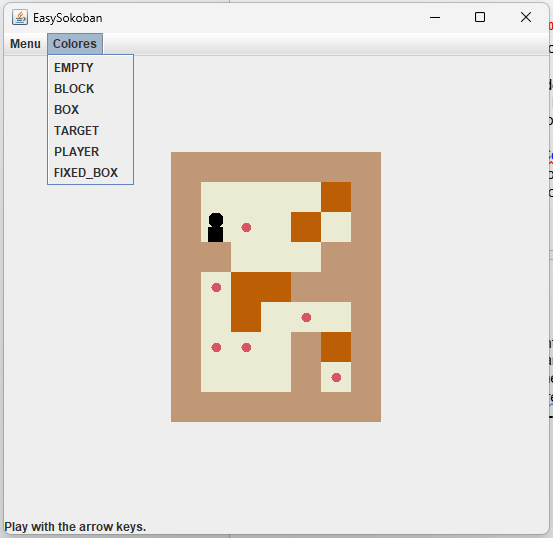 EasySokoban
Menu Colores
EMPTY
BLOCK
BOX
TARGET
PLAYER
FIXED_BOX
Play with the arrow keys.